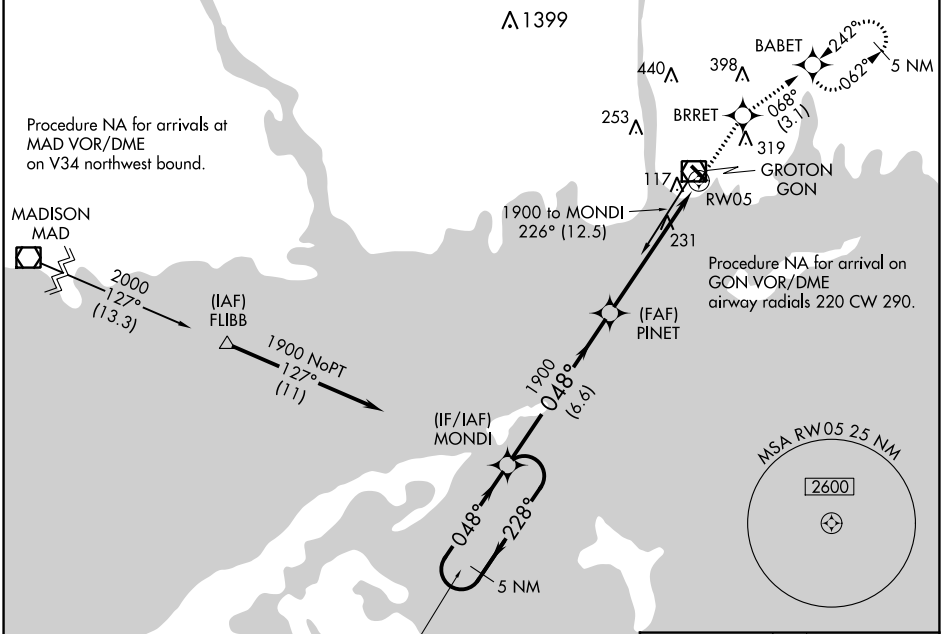 1399
BABET
242°
062°
5 NM
440
398
BRRET
068°
(3.1)
253
319
Procedure NA for arrivals at
MAD VOR/DME
on V34 northwest bound.
GROTON
GON
117
RW05
1900 to MONDI
226° (12.5)
231
MADISON
MAD
Procedure NA for arrival on
GON VOR/DME
airway radials 220 CW 290.
2000
127°
(13.3)
(IAF)
FLIBB
(FAF)
PINET
1900 NoPT
127°
(11)
1900
048°
(6.6)
(IF/IAF)
MONDI
MSA RW05 25 NM
2600
048°
228°
5 NM